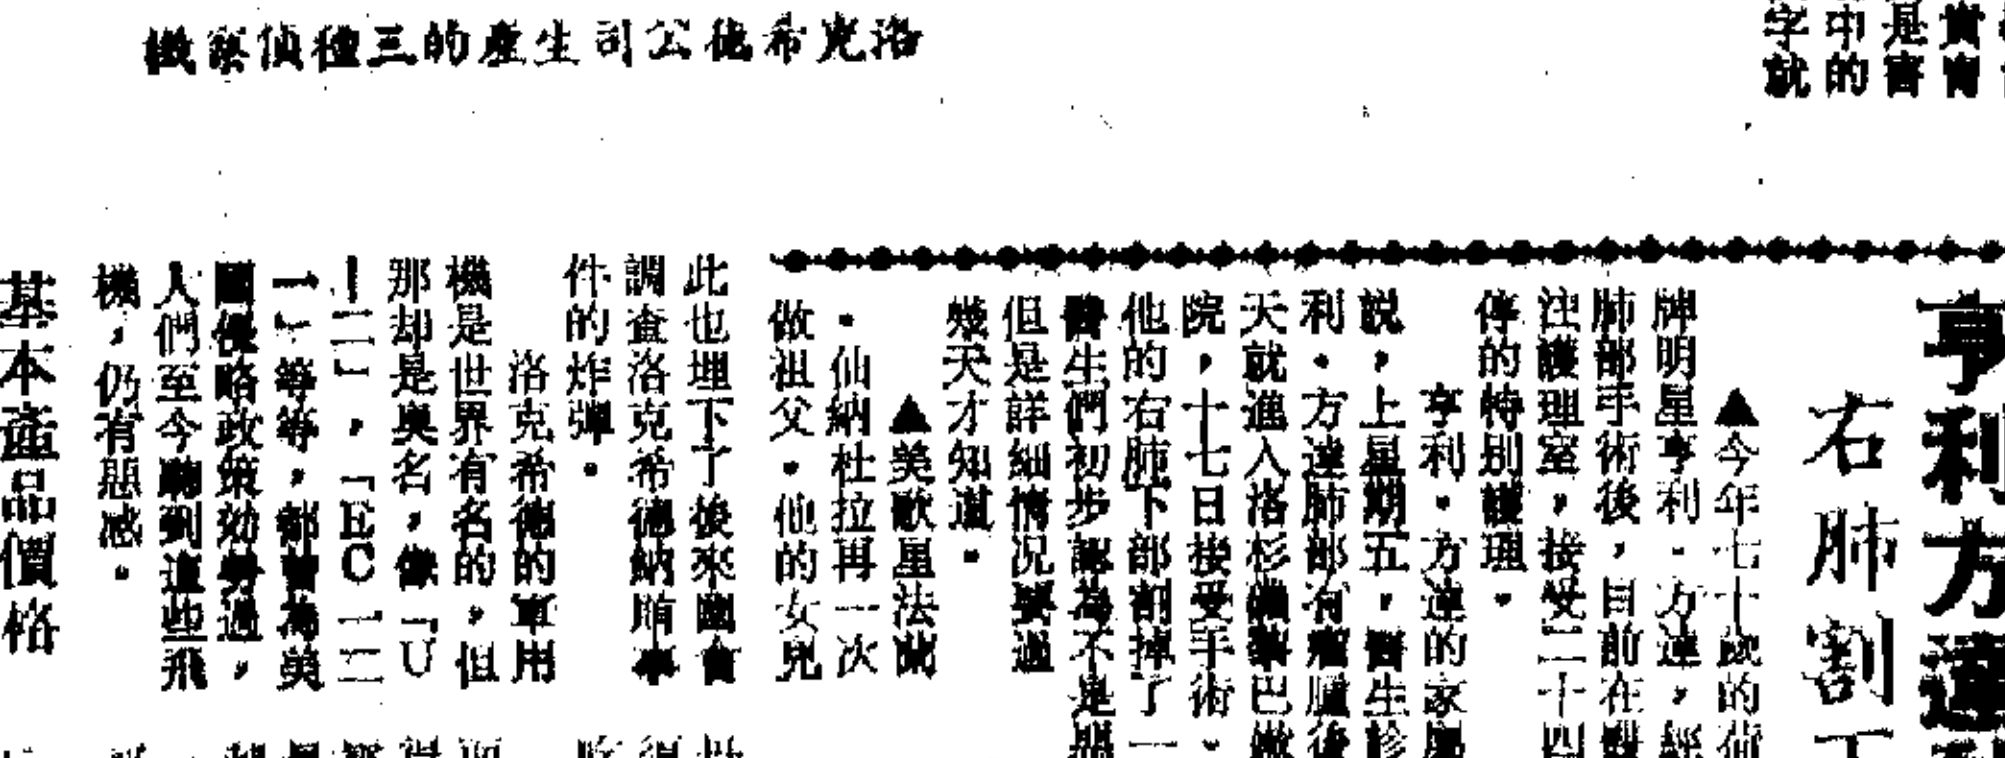 洛克希德公司生產的三種偵察機
實
是審
中的
字就
亨利方達
右肺割下
▲今年七十歲的荷
牌明星亨利・方達，經
肺部手術後，目前在
注護理室，接受二十四
停的特別護理。
亨利・方達的家屬
說，上星期五，醫生診
利・方達肺部有腫後
天就進入洛杉磯巴
院，十七日接受手術。
他的右肺下部割掉了一
醫生們初步認為不是
但是詳細情況要過
幾天才知道。
▲美歌星法蘭
・仙納杜拉再一次
做祖父。他的女兒
此也埋下了後來國會
調查洛克希德納賄事
件的炸彈。
洛克希德的軍用
機是世界有名的，但
那却是臭名，像「U
—二」，「EC一二
一」等等，都曾為美
國侵略政策効勞過，
人們至今聽到這些飛
機，仍有惡感。
基本產品價格